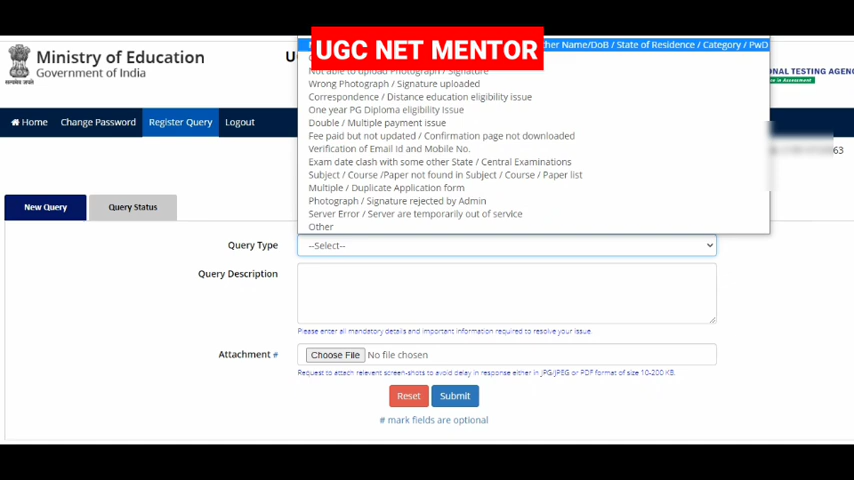 ther Name/DoB / State of Residence / Category / PwD
UGC NET MENTOR
Ministry of Education
Government of India
सत्यमेव जयते
U
Not able to upload Photograph / Signature
ONAL TESTING AGENC
Wrong Photograph / Signature uploaded
Correspondence / Distance education eligibility issue
One year PG Diploma eligibility Issue
Home Change Password Register Query Logout
Double / Multiple payment issue
Fee paid but not updated / Confirmation page not downloaded
Verification of Email Id and Mobile No.
63
Exam date clash with some other State / Central Examinations
Subject / Course /Paper not found in Subject / Course / Paper list
Multiple / Duplicate Application form
Photograph / Signature rejected by Admin
New Query Query Status
Server Error / Server are temporarily out of service
Other
Query Type --Select--
Query Description
Please enter all mandatory details and important information required to resolve your issue.
Attachment # Choose File No file chosen
Request to attach relevent screen-shots to avoid delay in response either in JPG/JPEG or PDF format of size 10-200 KB.
Reset Submit
# mark fields are optional